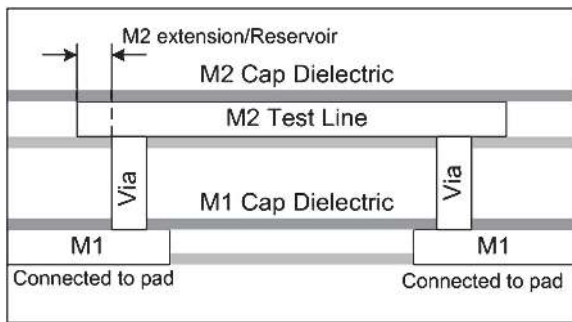 M2 extension/Reservoir
M2 Cap Dielectric
M2 Test Line
Via
Via
M1 Cap Dielectric
M1
M1
Connected to pad
Connected to pad